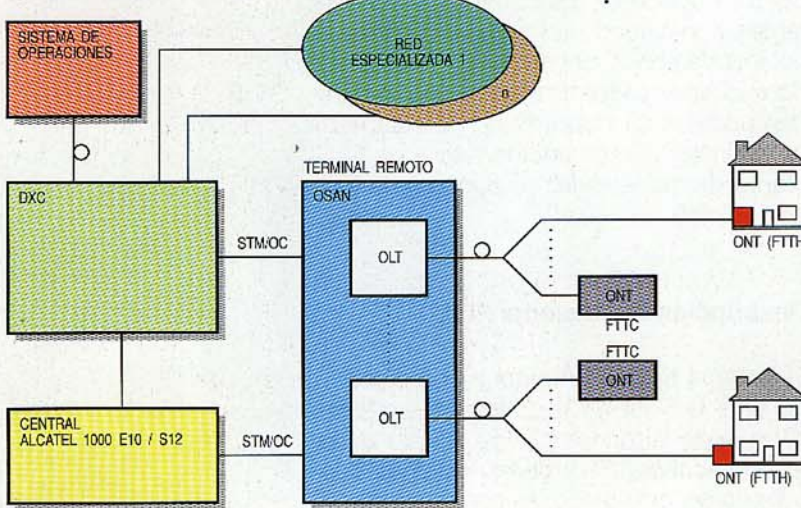 SISTEMA DE
OPERACIONES
RED
ESPECIALIZADA 1
n
TERMINAL REMOTO
DXC
OSAN
STM/OC
OLT
ONT (FTTH
ONT
FTTC
FTTC
ONT
CENTRAL
ALCATEL 1000 E10 / S12
STM/OC
OLT
ONT (FTTH)